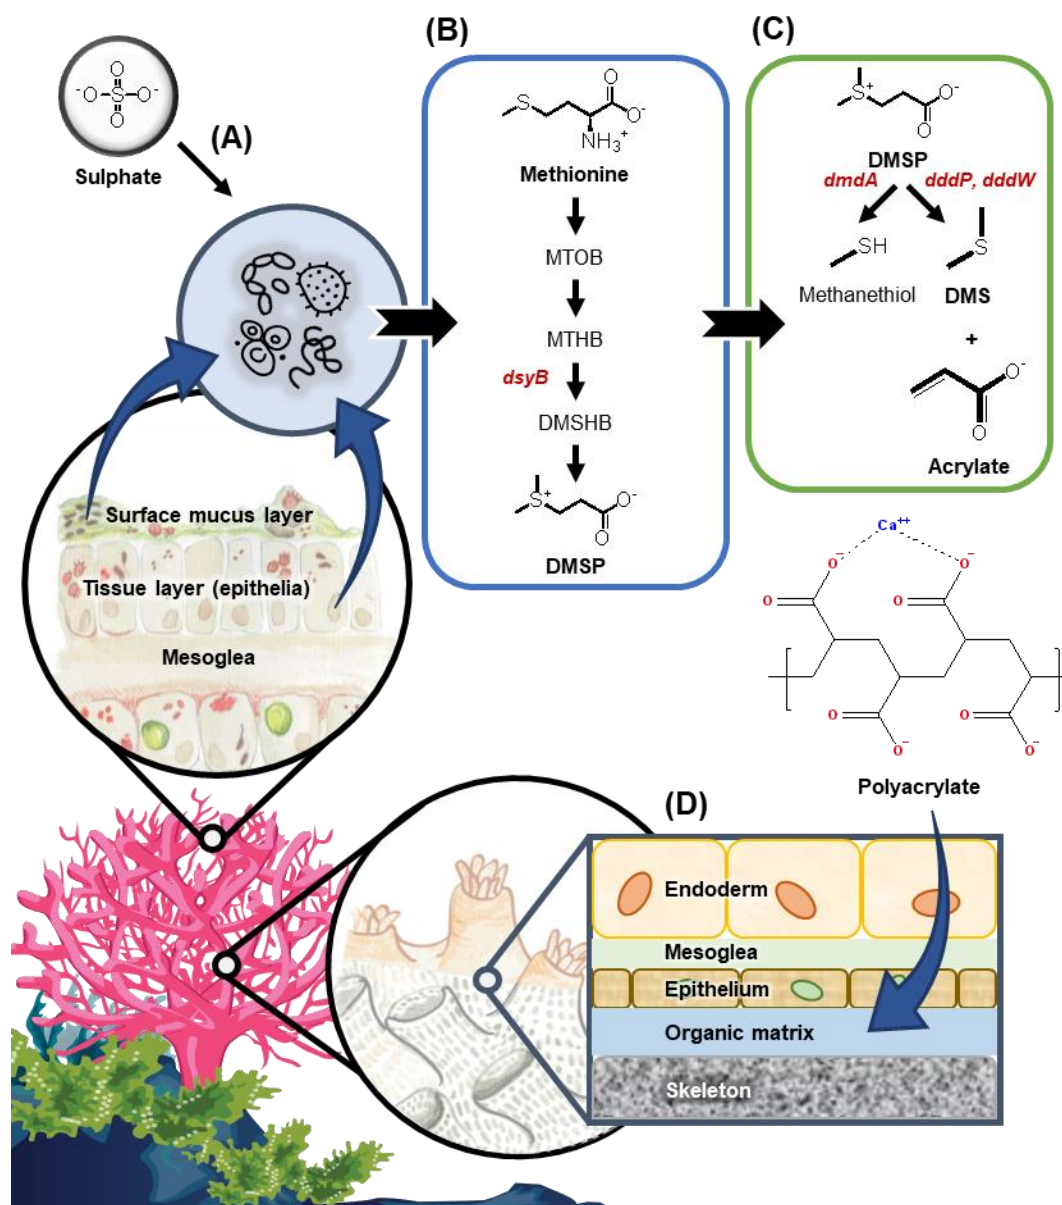 (A)
O
-O-S-O-
O
Sulphate
(B)
O
S
O-
NH3+
Methionine
MTOB
MTHB
dsyB
DMSHB
S+
O-
O
DMSP
(C)
S+
O-
O
DMSP
dmdA
dddP, dddW
SH
S
Methanethiol
DMS
+
O-
O
Acrylate
Surface mucus layer
Tissue layer (epithelia)
Mesoglea
Ca++
O-
O-
O
O
O
O
O-
O-
Polyacrylate
(D)
Endoderm
Mesoglea
Epithelium
Organic matrix
Skeleton